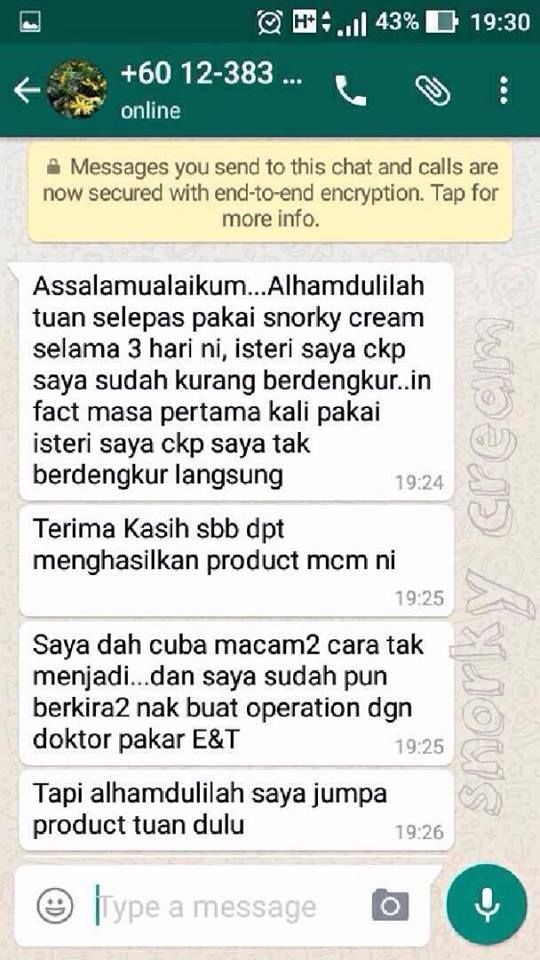 43% 19:30
+60 12-383 ...
online
Messages you send to this chat and calls are
now secured with end-to-end encryption. Tap for
more info.
Assalamualaikum...Alhamdulilah
tuan selepas pakai snorky cream
selama 3 hari ni, isteri saya ckp
saya sudah kurang berdengkur..in
fact masa pertama kali pakai
isteri saya ckp saya tak
berdengkur langsung
19:24
Terima Kasih sbb dpt
menghasilkan product mcm ni
19:25
Saya dah cuba macam2 cara tak
menjadi...dan saya sudah pun
berkira2 nak buat operation dgn
doktor pakar E&T
19:25
Tapi alhamdulilah saya jumpa
product tuan dulu
19:26
Type a message
snorky cream